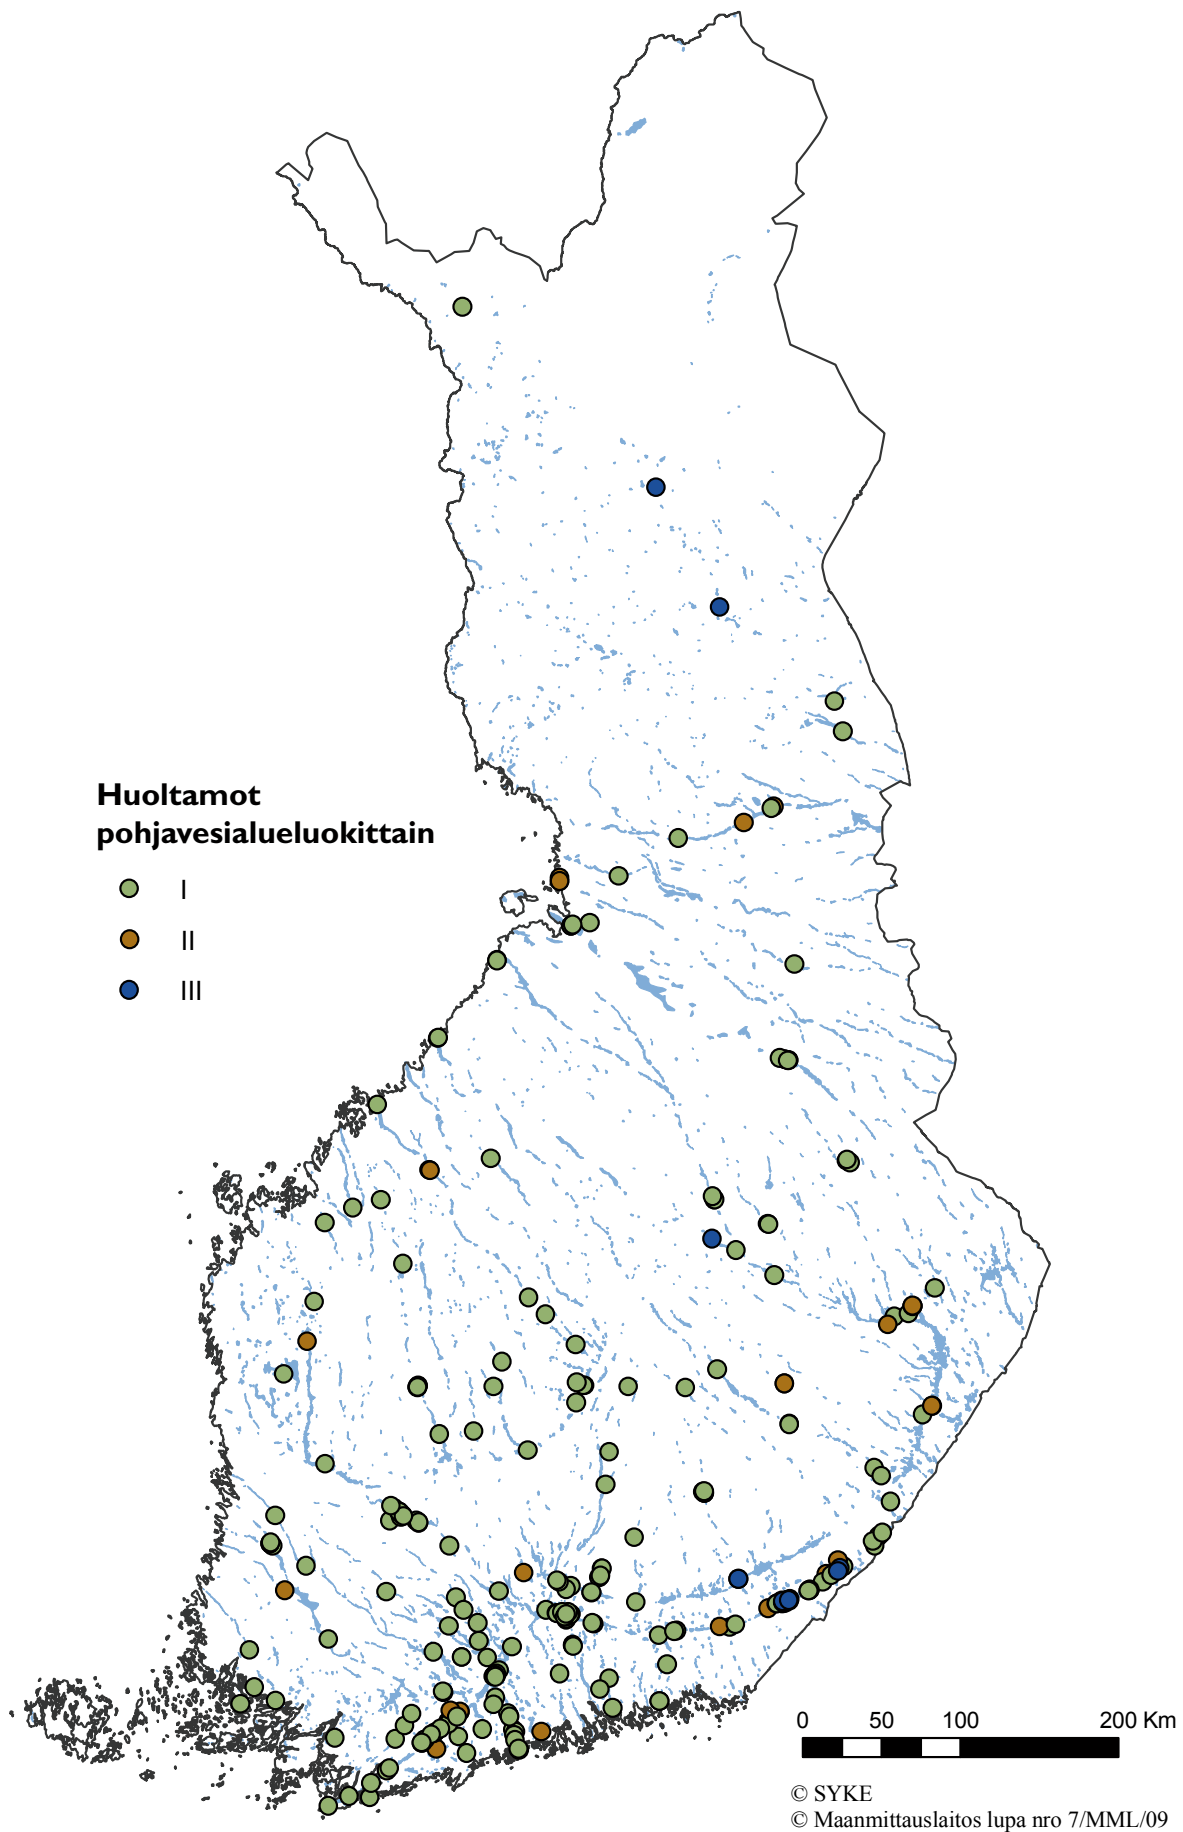 Huoltamot
pohjavesialueluokittain
I
II
III
0 50 100 200 Km
© SYKE
© Maanmittauslaitos lupa nro 7/MML/09